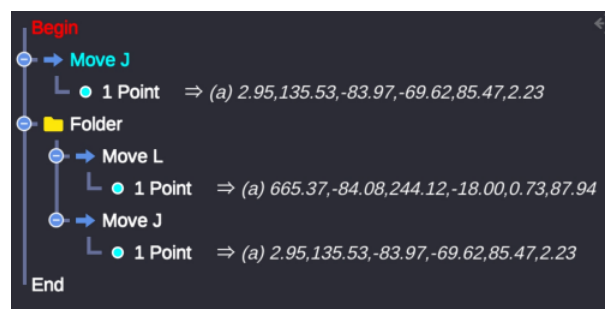 Begin
Move J
1 Point ⇒ (a) 2.95,135.53,-83.97,-69.62,85.47,2.23
Folder
Move L
1 Point ⇒ (a) 665.37,-84.08,244.12,-18.00,0.73,87.94
Move J
1 Point ⇒ (a) 2.95,135.53,-83.97,-69.62,85.47,2.23
End